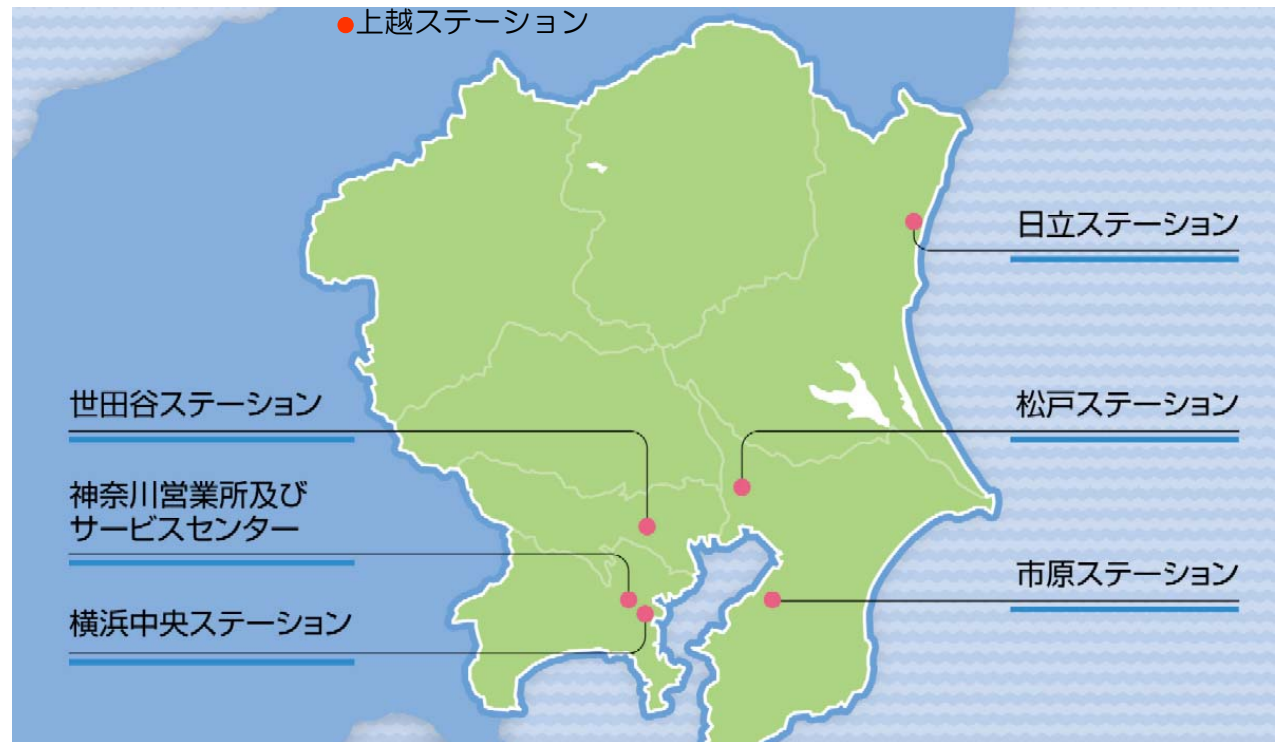 上越ステーション
日立ステーション
世田谷ステーション
松戸ステーション
神奈川営業所及び
サービスセンター
市原ステーション
横浜中央ステーション